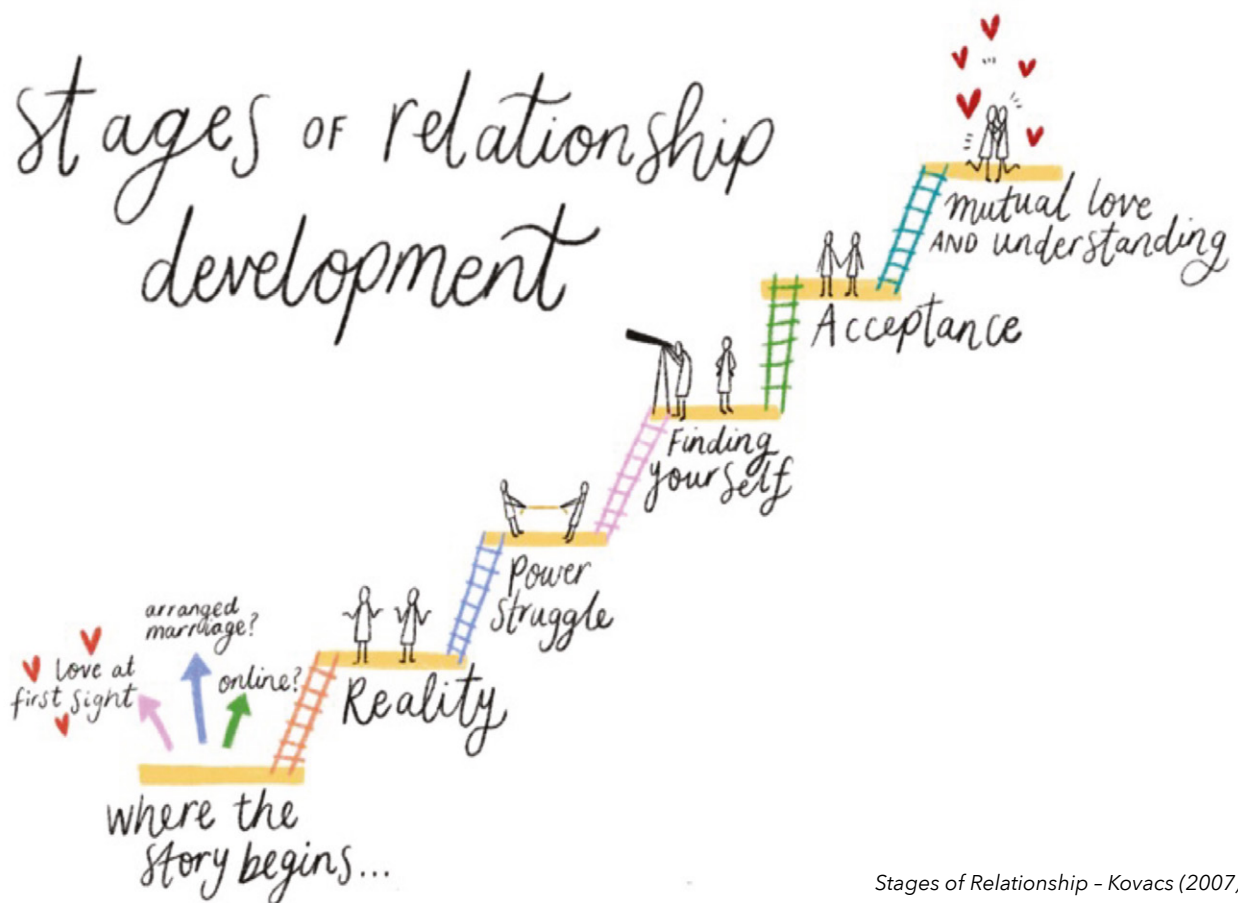 stages OF relationship
development
mutual love
AND understanding
Acceptance
Finding
yourself
Power
struggle
arranged
marriage?
love at
first sight
online?
Reality
where the
story begins...
Stages of Relationship – Kovacs (2007)